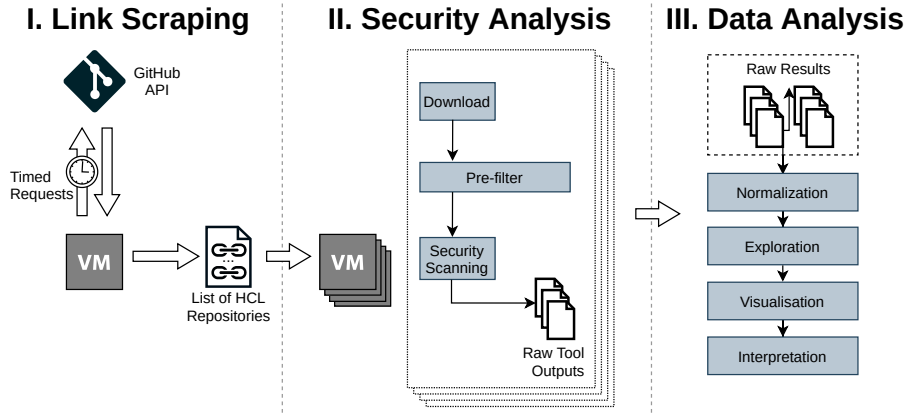 I. Link Scraping
GitHub
API
Timed
Requests
VM
...
List of HCL
Repositories
II. Security Analysis
VM
Download
Pre-filter
Security
Scanning
Raw Tool
Outputs
III. Data Analysis
Raw Results
Normalization
Exploration
Visualisation
Interpretation